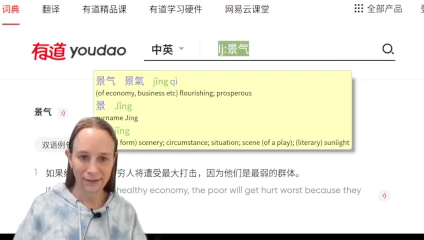 词典 翻译 有道精品课 有道学习硬件 网易云课堂 全部产品
有道 youdao 中英 lj:景气
景气 景氣 jǐng qì
(of economy, business etc) flourishing; prosperous
景 Jǐng
surname Jing
jǐng
form) scenery; circumstance; situation; scene (of a play); (literary) sunlight
景气
双语例
1 如果 穷人将遭受最大打击，因为他们是最弱的群体。
If healthy economy, the poor will get hurt worst because they